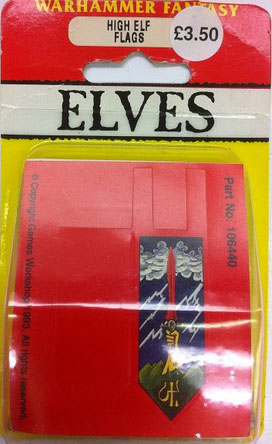 WARHAMMER FANTASY
HIGH ELF
FLAGS
£3.50
ELVES
Part No. 106440
© Copyright Games Workshop 1993. All rights reserved.